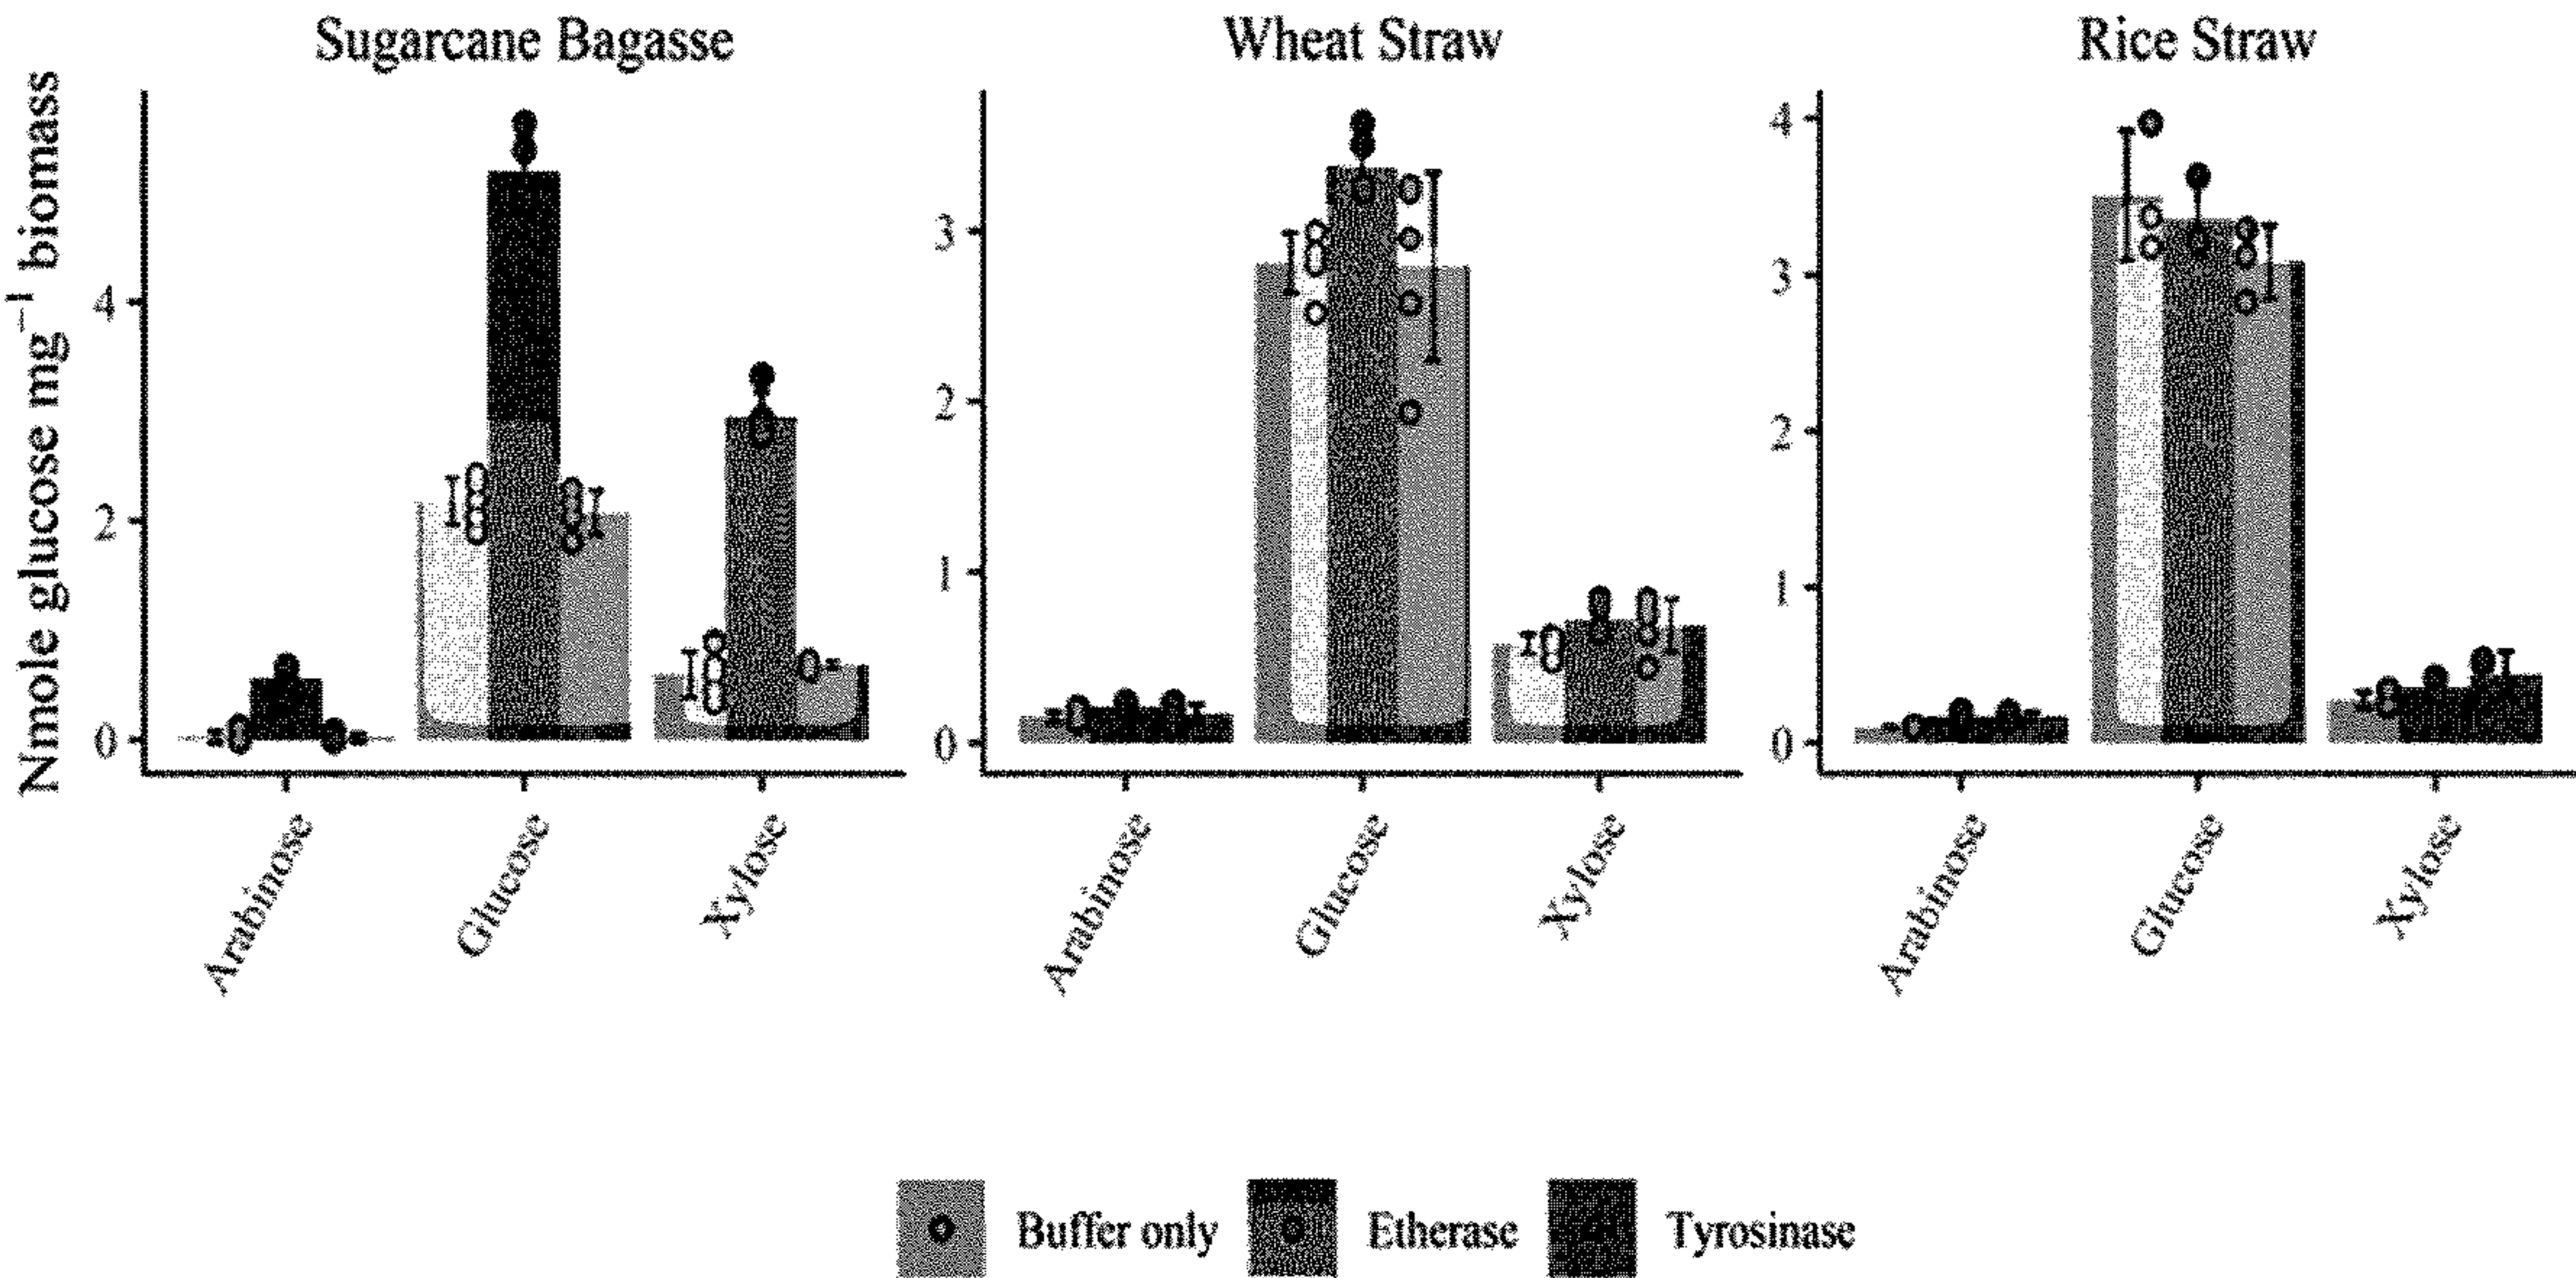 Sugarcane Bagasse
Wheat Straw
Rice Straw
Nmole glucose mg⁻¹ biomass
4
2
0
3
2
1
0
4
3
2
1
0
Arabinose
Glucose
Xylose
Arabinose
Glucose
Xylose
Arabinose
Glucose
Xylose
Buffer only
Etherase
Tyrosinase